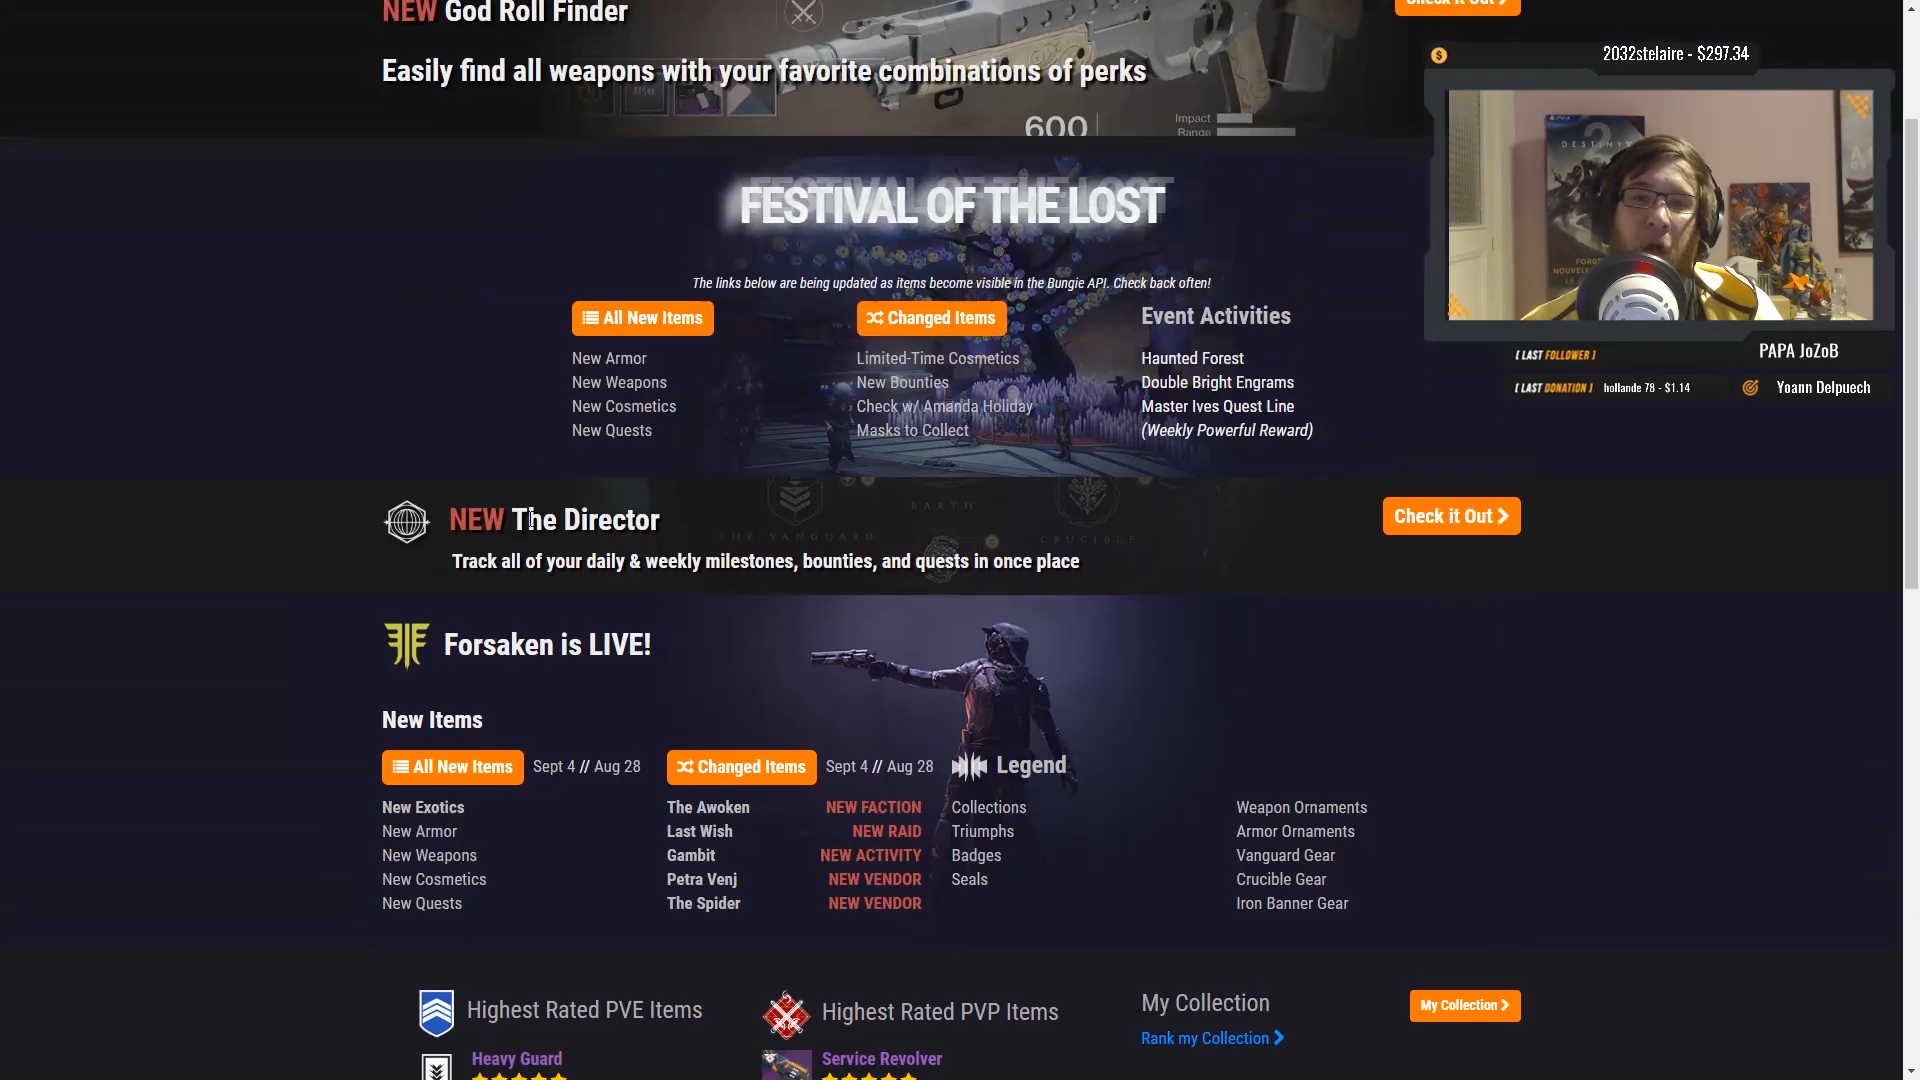 NEW God Roll Finder
Check it Out
Easily find all weapons with your favorite combinations of perks
600
Impact
Range
2032stelaire - $297.34
DESTINY
FESTIVAL OF THE LOST
The links below are being updated as items become visible in the Bungie API. Check back often!
All New Items
Changed Items
Event Activities
New Armor
Limited-Time Cosmetics
Haunted Forest
New Weapons
New Bounties
Double Bright Engrams
New Cosmetics
Check w/ Amanda Holiday
Master Ives Quest Line
New Quests
Masks to Collect
(Weekly Powerful Reward)
[ LAST FOLLOWER ]
PAPA JoZoB
[ LAST DONATION ] hollande 78 - $1.14
Yoann Delpuech
EARTH
THE VANGUARD
CRUCIBLE
NEW The Director
Check it Out
Track all of your daily & weekly milestones, bounties, and quests in once place
Forsaken is LIVE!
New Items
All New Items Sept 4 // Aug 28
Changed Items Sept 4 // Aug 28
Legend
New Exotics
The Awoken NEW FACTION
Collections
Weapon Ornaments
New Armor
Last Wish NEW RAID
Triumphs
Armor Ornaments
New Weapons
Gambit NEW ACTIVITY
Badges
Vanguard Gear
New Cosmetics
Petra Venj NEW VENDOR
Seals
Crucible Gear
New Quests
The Spider NEW VENDOR
Iron Banner Gear
Highest Rated PVE Items
Highest Rated PVP Items
My Collection
My Collection
Rank my Collection
Heavy Guard
Service Revolver